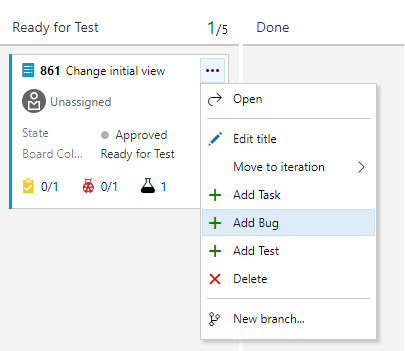 Ready for Test 1/5 Done
861 Change initial view ...
Unassigned
State Approved
Board Col... Ready for Test
0/1 0/1 1
Open
Edit title
Move to iteration
Add Task
Add Bug
Add Test
Delete
New branch...